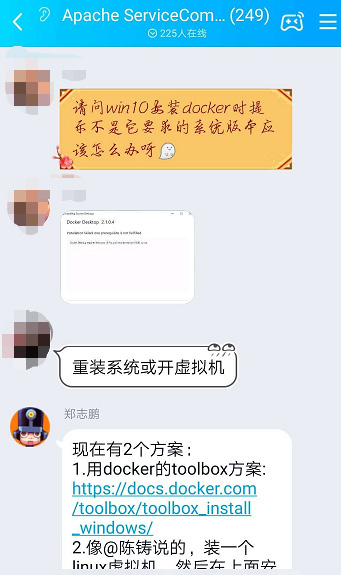 Apache ServiceCom... (249)
225人在线
请问win10安装docker时提
示不是它要求的系统版本应
该怎么办呀
Docker Desktop 2.1.0.4
Installation failed: one prerequisite is not fulfilled
重装系统或开虚拟机
郑志鹏
现在有2个方案:
1.用docker的toolbox方案:
https://docs.docker.com
/toolbox/toolbox_install
_windows/
2.像@陈铸说的，装一个
linux虚拟机，然后在上面安